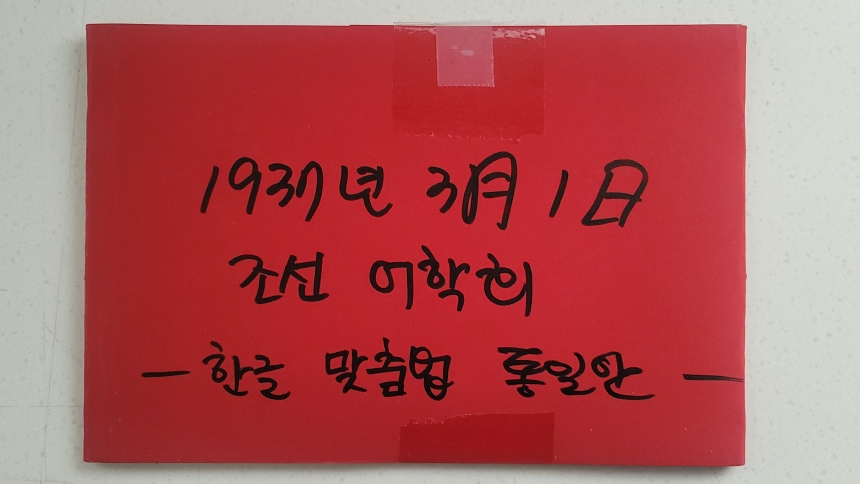 1937년 3月 1日
조선 어학회
- 한글 맞춤법 통일안 -